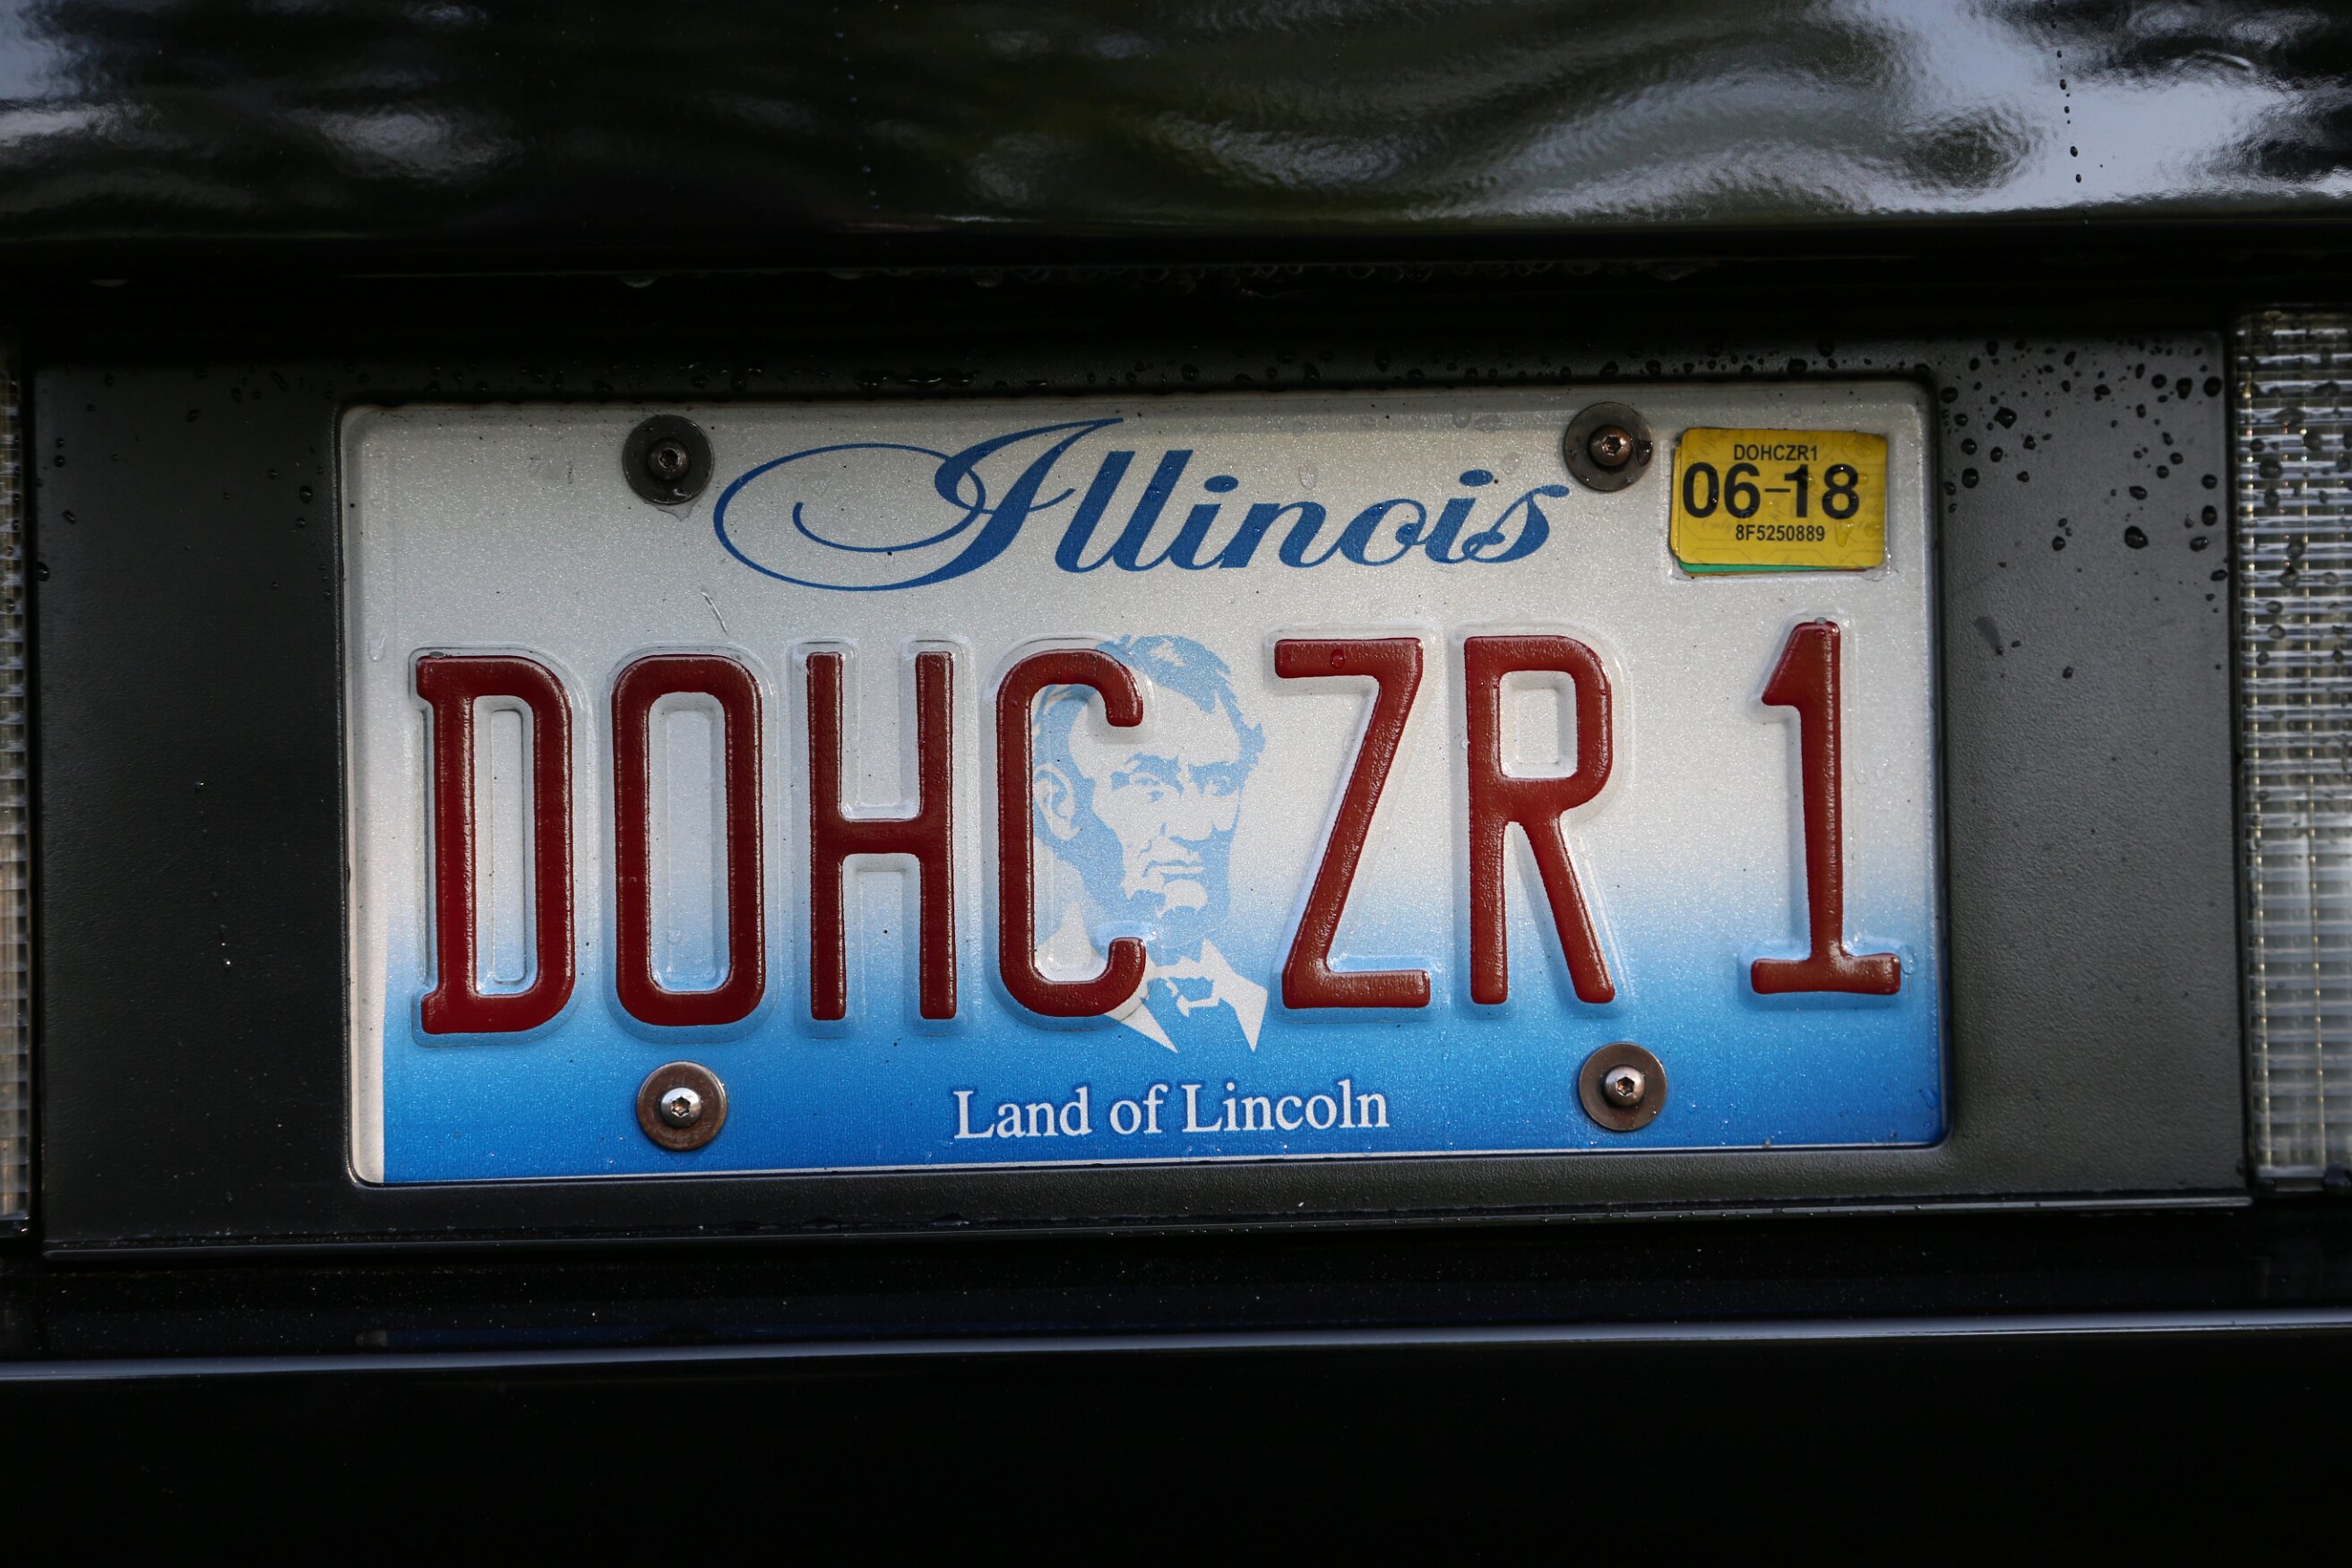 Illinois
DOHCZR1
06-18
8F5250889
DOHC ZR 1
Land of Lincoln